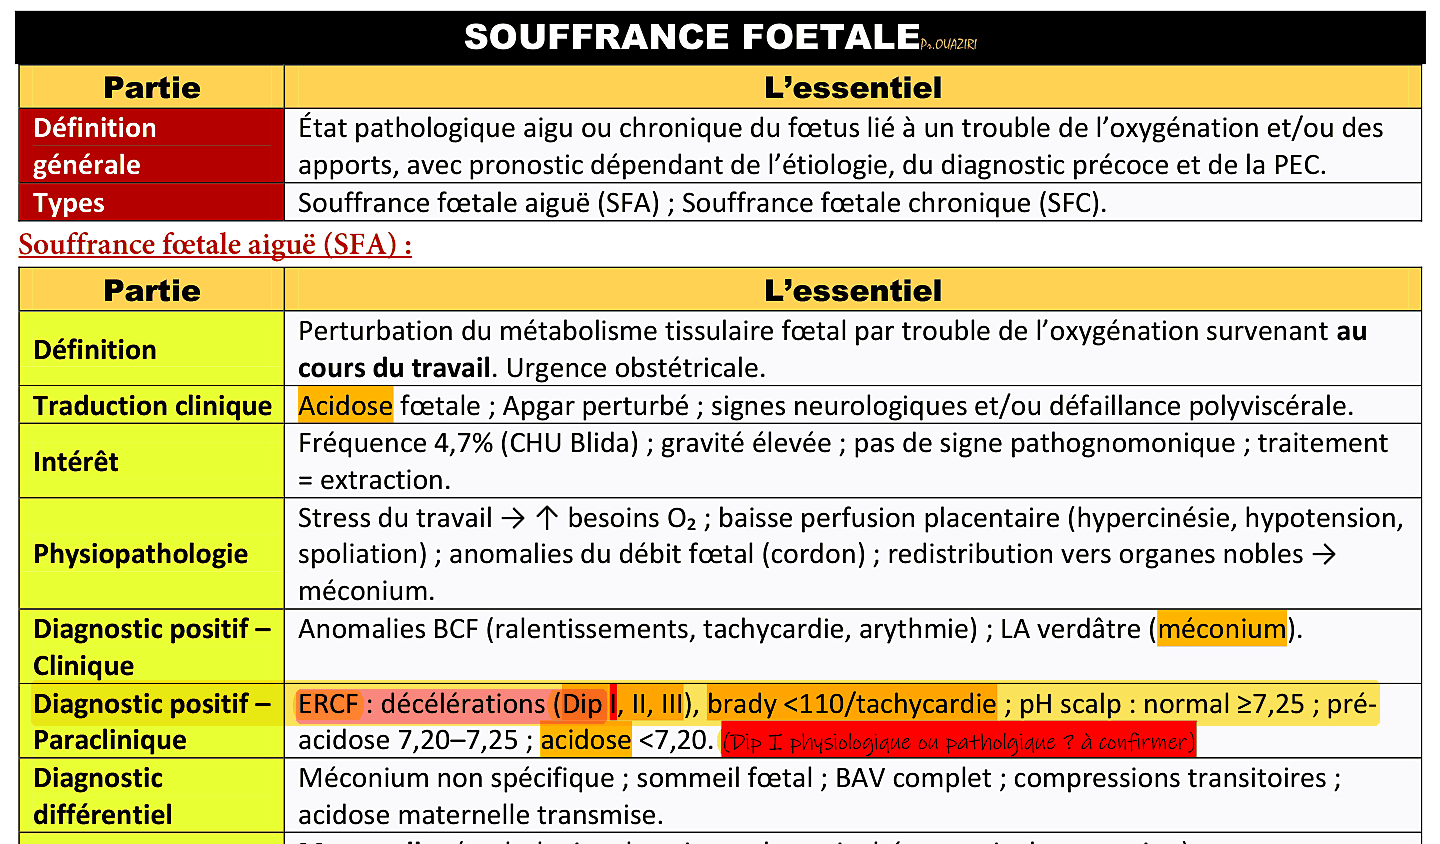 SOUFFRANCE FOETALE Pr.OUAZIRI
Partie L’essentiel
Définition générale État pathologique aigu ou chronique du fœtus lié à un trouble de l’oxygénation et/ou des
apports, avec pronostic dépendant de l’étiologie, du diagnostic précoce et de la PEC.
Types Souffrance fœtale aiguë (SFA) ; Souffrance fœtale chronique (SFC).
Souffrance fœtale aiguë (SFA) :
Partie L’essentiel
Définition Perturbation du métabolisme tissulaire fœtal par trouble de l’oxygénation survenant au
cours du travail. Urgence obstétricale.
Traduction clinique Acidose fœtale ; Apgar perturbé ; signes neurologiques et/ou défaillance polyviscérale.
Intérêt Fréquence 4,7% (CHU Blida) ; gravité élevée ; pas de signe pathognomonique ; traitement
= extraction.
Physiopathologie Stress du travail → ↑ besoins O₂ ; baisse perfusion placentaire (hypercinésie, hypotension,
spoliation) ; anomalies du débit fœtal (cordon) ; redistribution vers organes nobles →
méconium.
Diagnostic positif – Clinique Anomalies BCF (ralentissements, tachycardie, arythmie) ; LA verdâtre (méconium).
Diagnostic positif – Paraclinique ERCF : décélérations (Dip I, II, III), brady <110/tachycardie ; pH scalp : normal ≥7,25 ; pré-
acidose 7,20–7,25 ; acidose <7,20. (Dip I physiologique ou patholgique ? à confirmer)
Diagnostic différentiel Méconium non spécifique ; sommeil fœtal ; BAV complet ; compressions transitoires ;
acidose maternelle transmise.